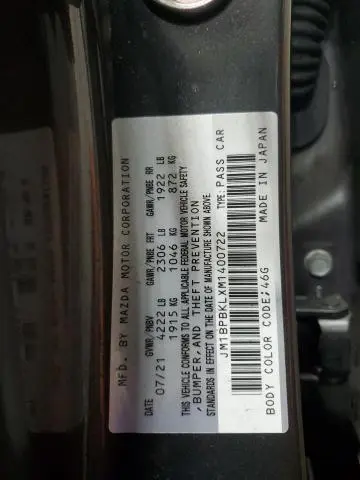 MFD. BY MAZDA MOTOR CORPORATION
DATE GVWR/PNBV GAWR/PNBE FRT GAWR/PNBE RR
07/21 4222 LB 2306 LB 1922 LB
1915 KG 1046 KG 872 KG
THIS VEHICLE CONFORMS TO ALL APPLICABLE FEDERAL MOTOR VEHICLE SAFETY
,BUMPER,AND THEFT PREVENTION
STANDARDS IN EFFECT ON THE DATE OF MANUFACTURE SHOWN ABOVE.
JM1BPBKLXM1400722 TYPE:PASS CAR
BODY COLOR CODE:46G MADE IN JAPAN